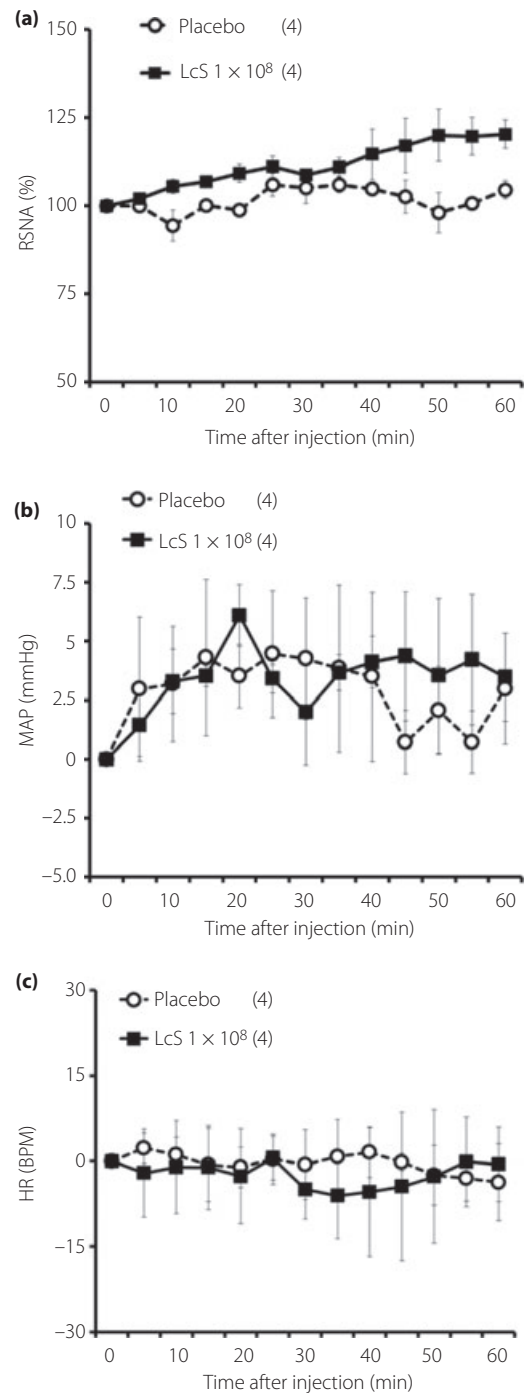 (a)
Placebo (4)
LcS 1 × 10⁸ (4)
150
125
100
75
50
RSNA (%)
0 10 20 30 40 50 60
Time after injection (min)
(b)
Placebo (4)
LcS 1 × 10⁸ (4)
10
7.5
5
2.5
0
−2.5
−5.0
MAP (mmHg)
0 10 20 30 40 50 60
Time after injection (min)
(c)
Placebo (4)
LcS 1 × 10⁸ (4)
30
15
0
−15
−30
HR (BPM)
0 10 20 30 40 50 60
Time after injection (min)